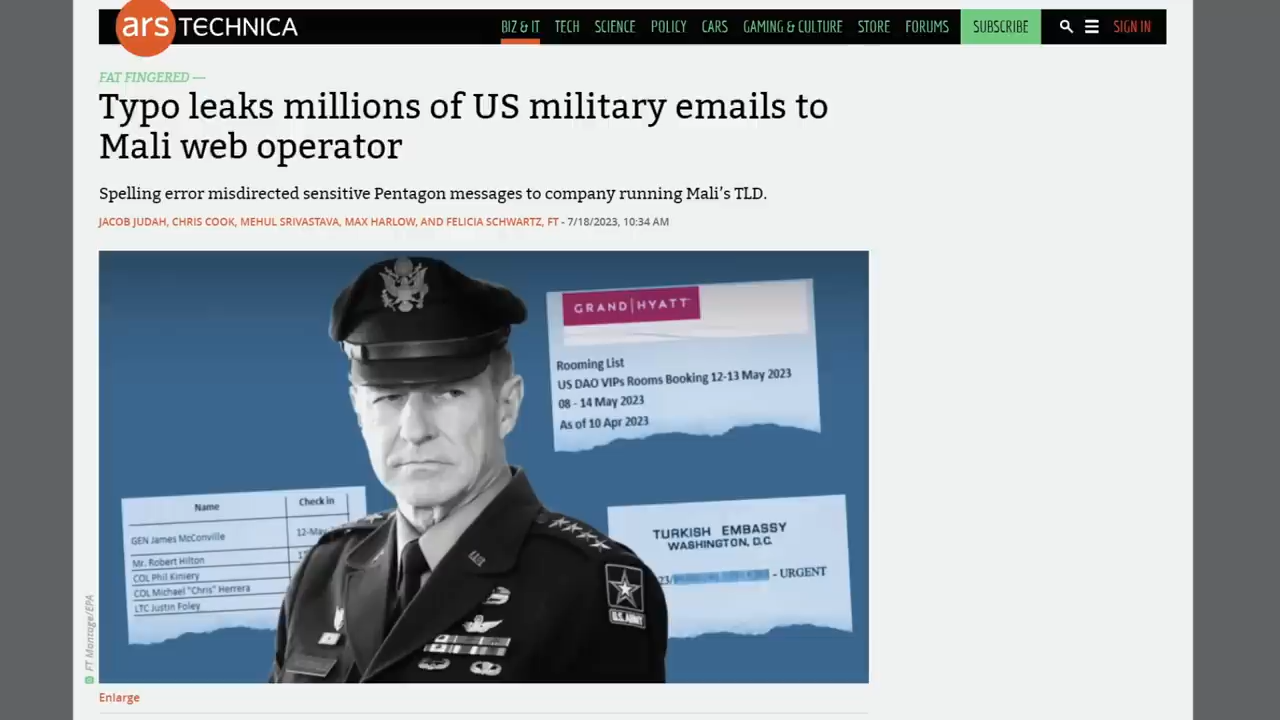 ars TECHNICA
BIZ & IT TECH SCIENCE POLICY CARS GAMING & CULTURE STORE FORUMS SUBSCRIBE SIGN IN
FAT FINGERED —
Typo leaks millions of US military emails to
Mali web operator
Spelling error misdirected sensitive Pentagon messages to company running Mali's TLD.
JACOB JUDAH, CHRIS COOK, MEHUL SRIVASTAVA, MAX HARLOW, AND FELICIA SCHWARTZ, FT - 7/18/2023, 10:34 AM
GRAND | HYATT
Rooming List
US DAO VIPs Rooms Booking 12-13 May 2023
08 - 14 May 2023
As of 10 Apr 2023
Name Check in
GEN James McConville 12-May
Mr. Robert Hilton
COL Phil Kiniery
COL Michael "Chris" Herrera
LTC Justin Foley
TURKISH EMBASSY
WASHINGTON, D.C.
23/ - URGENT
U.S. ARMY
FT Montage/EPA
Enlarge